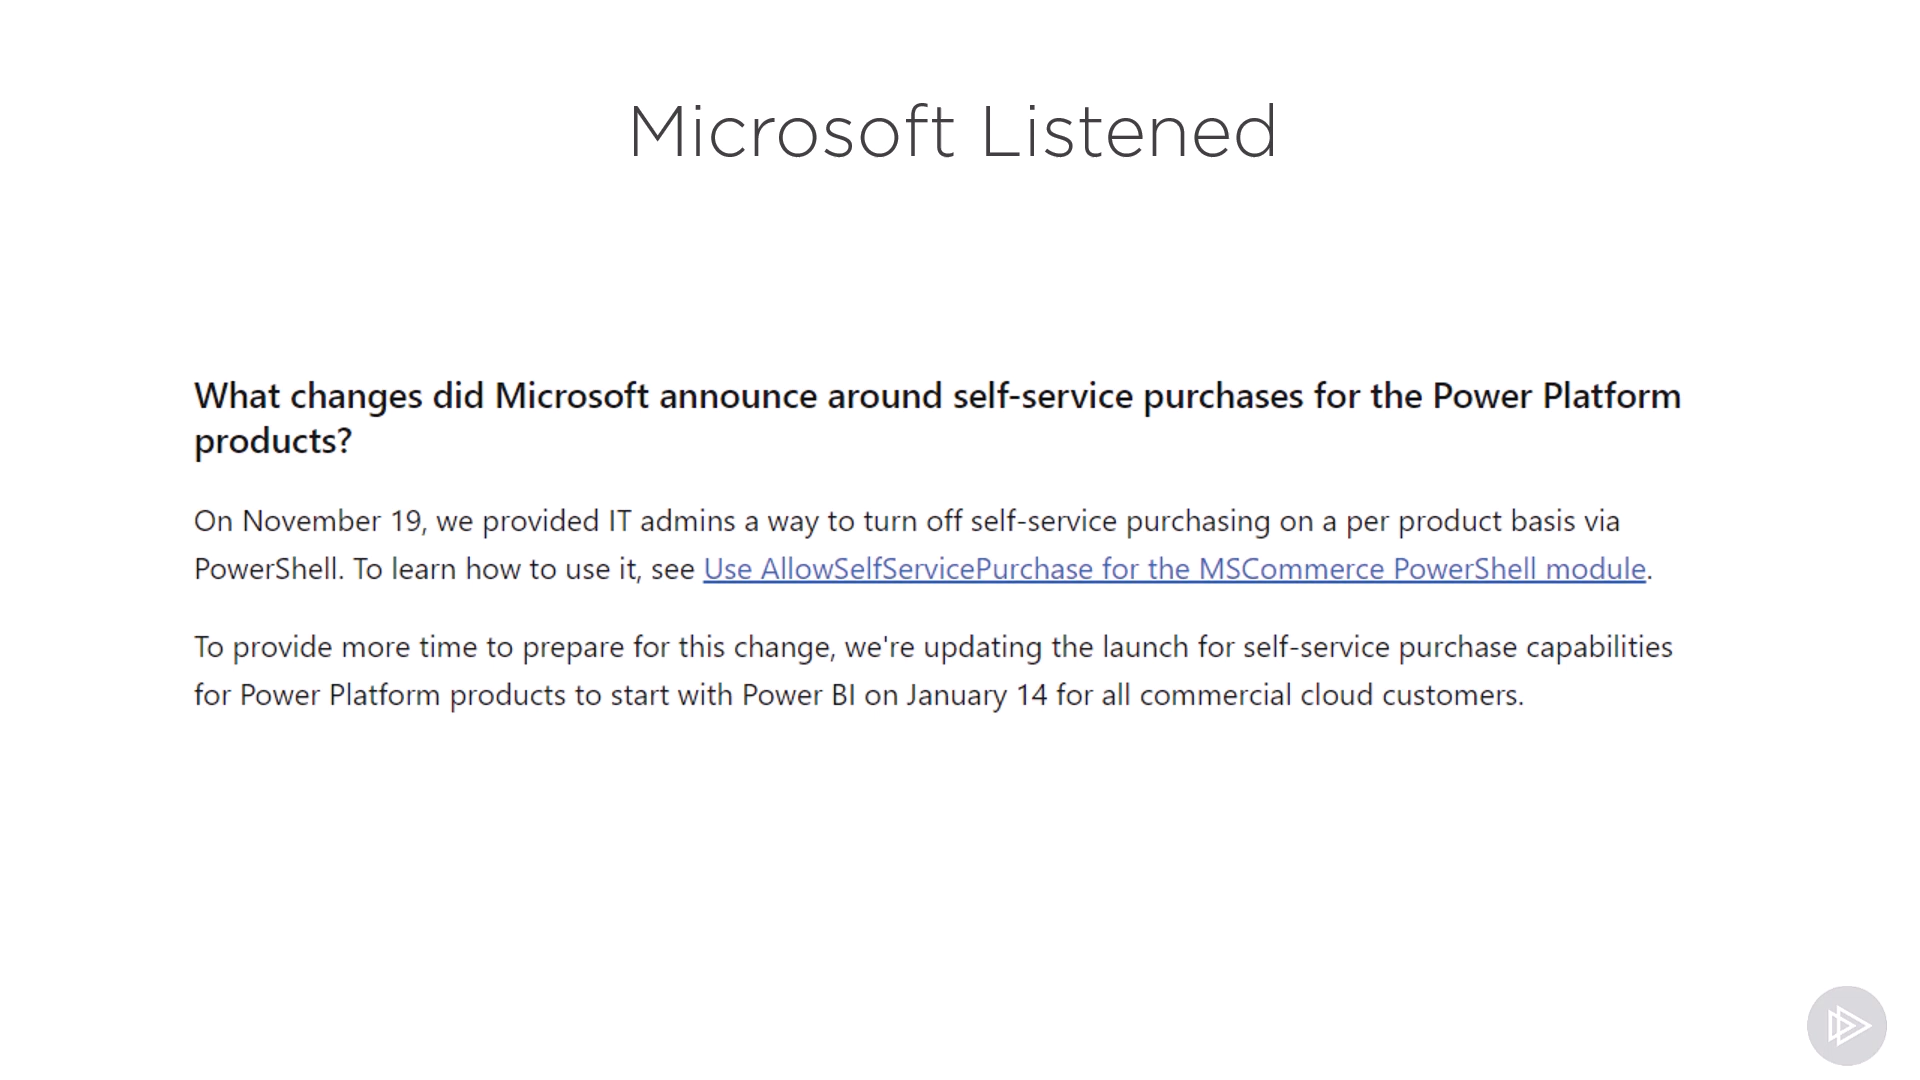 Microsoft Listened
What changes did Microsoft announce around self-service purchases for the Power Platform
products?
On November 19, we provided IT admins a way to turn off self-service purchasing on a per product basis via
PowerShell. To learn how to use it, see Use AllowSelfServicePurchase for the MSCommerce PowerShell module.
To provide more time to prepare for this change, we're updating the launch for self-service purchase capabilities
for Power Platform products to start with Power BI on January 14 for all commercial cloud customers.